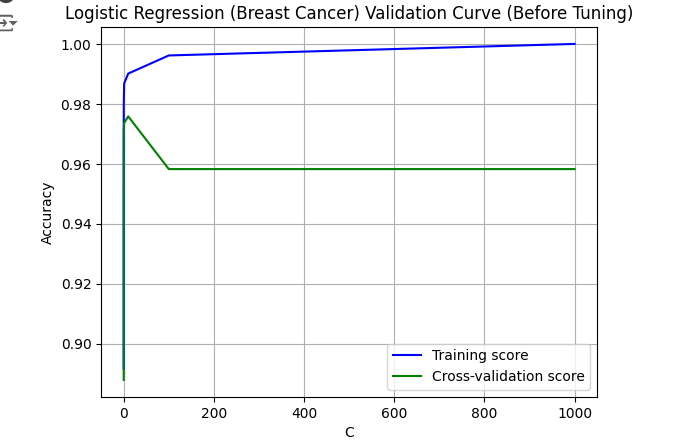 Logistic Regression (Breast Cancer) Validation Curve (Before Tuning)
1.00
0.98
0.96
0.94
0.92
0.90
Accuracy
Training score
Cross-validation score
0 200 400 600 800 1000
C